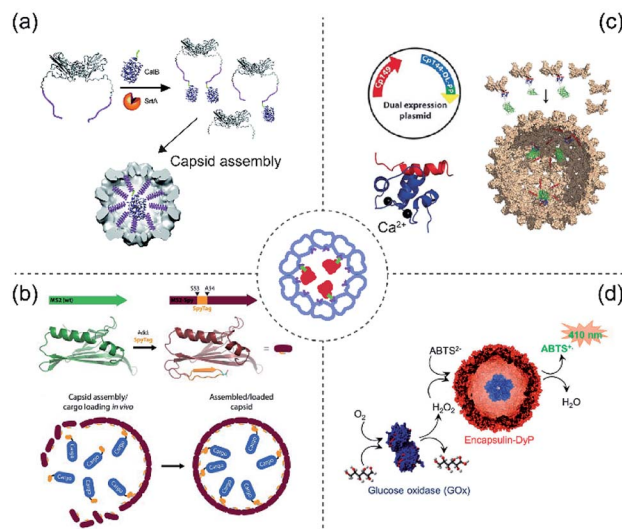 (a)
CalB
SrtA
Capsid assembly
(c)
Dual expression
plasmid
Ca²⁺
(b)
MS2 (wt)
S53
A54
SpyTag
Add
SpyTag
=
Capsid assembly/
cargo loading in vivo
Assembled/loaded
capsid
Cargo
Cargo
Cargo
Cargo
Cargo
Cargo
Cargo
Cargo
Cargo
Cargo
(d)
410 nm
ABTS²⁻
ABTS⁺·
H₂O₂
H₂O
O₂
Encapsulin-DyP
Glucose oxidase (GOx)